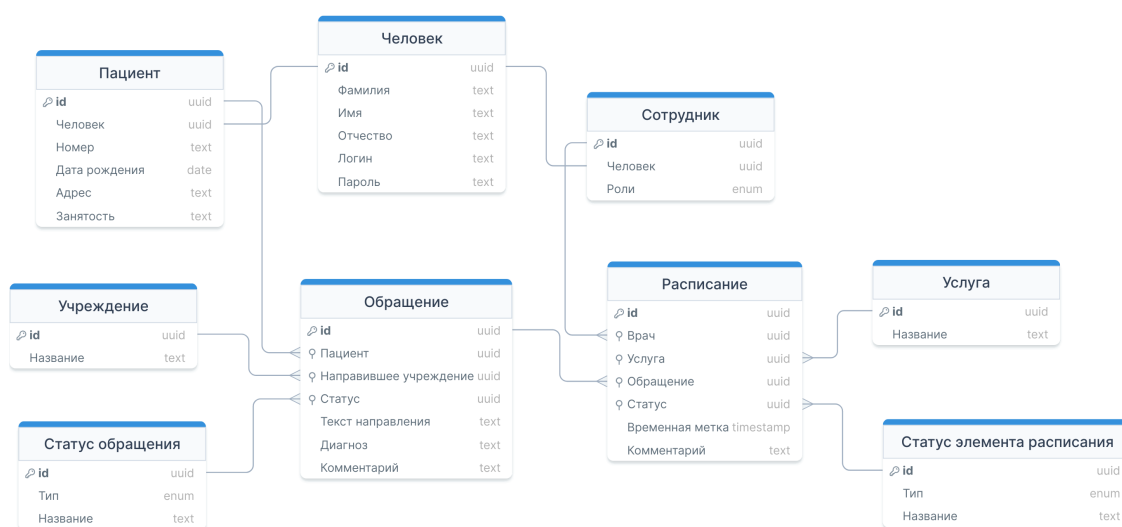 Человек
id uuid
Фамилия text
Имя text
Отчество text
Логин text
Пароль text
Пациент
id uuid
Человек uuid
Номер text
Дата рождения date
Адрес text
Занятость text
Сотрудник
id uuid
Человек uuid
Роли enum
Учреждение
id uuid
Название text
Обращение
id uuid
Пациент uuid
Направившее учреждение uuid
Статус uuid
Текст направления text
Диагноз text
Комментарий text
Расписание
id uuid
Врач uuid
Услуга uuid
Обращение uuid
Статус uuid
Временная метка timestamp
Комментарий text
Услуга
id uuid
Название text
Статус обращения
id uuid
Тип enum
Название text
Статус элемента расписания
id uuid
Тип enum
Название text